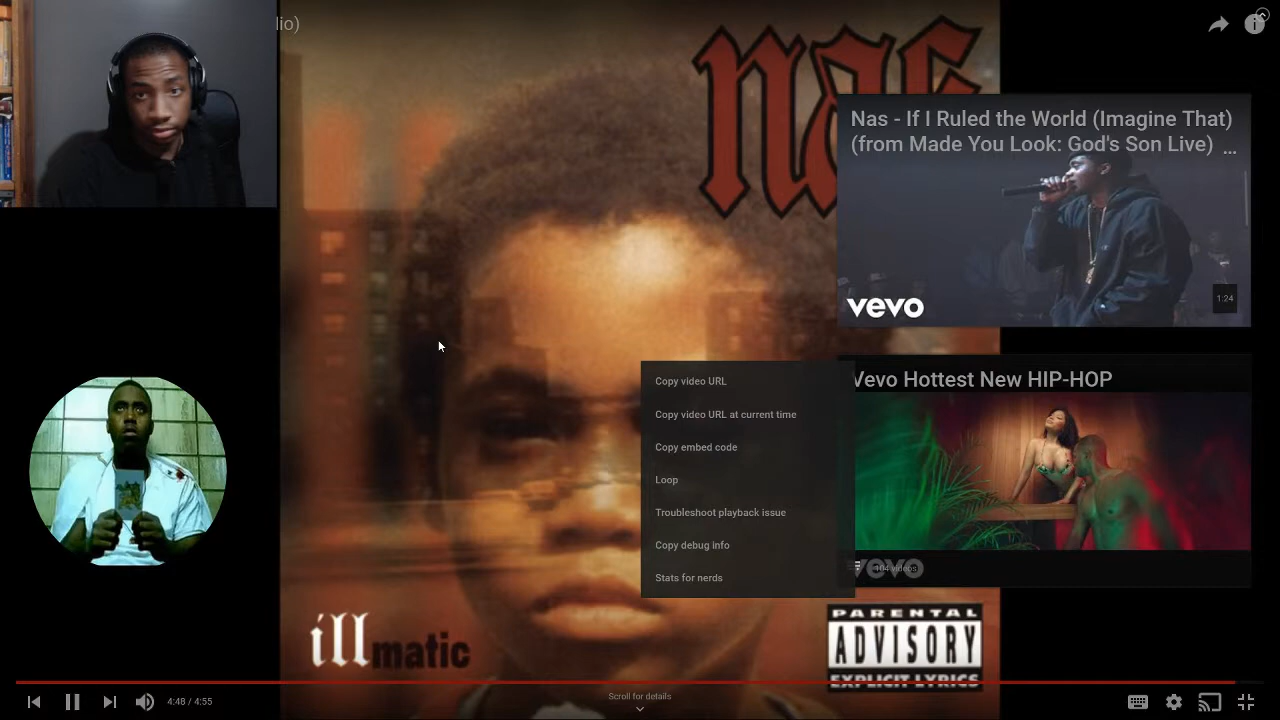 lio)
nas
Nas - If I Ruled the World (Imagine That)
(from Made You Look: God's Son Live) ...
vevo
1:24
Vevo Hottest New HIP-HOP
vevo
104 videos
Copy video URL
Copy video URL at current time
Copy embed code
Loop
Troubleshoot playback issue
Copy debug info
Stats for nerds
illmatic
PARENTAL
ADVISORY
EXPLICIT LYRICS
4:48 / 4:55
Scroll for details